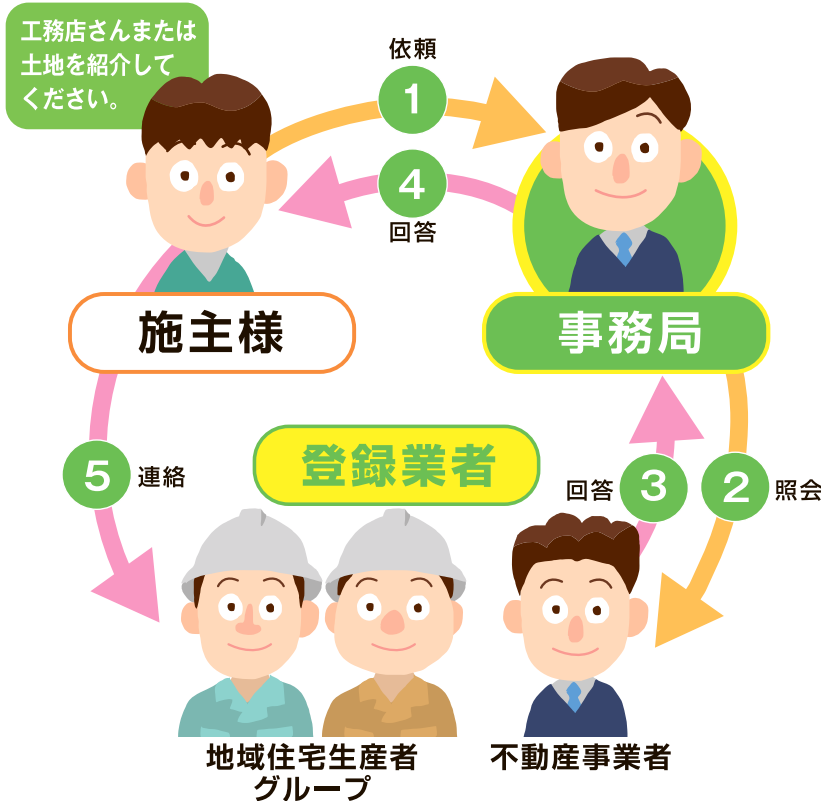 工務店さんまたは
土地を紹介して
ください。
依頼
1
4
回答
施主様
事務局
登録業者
5
連絡
回答
3
2
照会
地域住宅生産者
グループ
不動産事業者